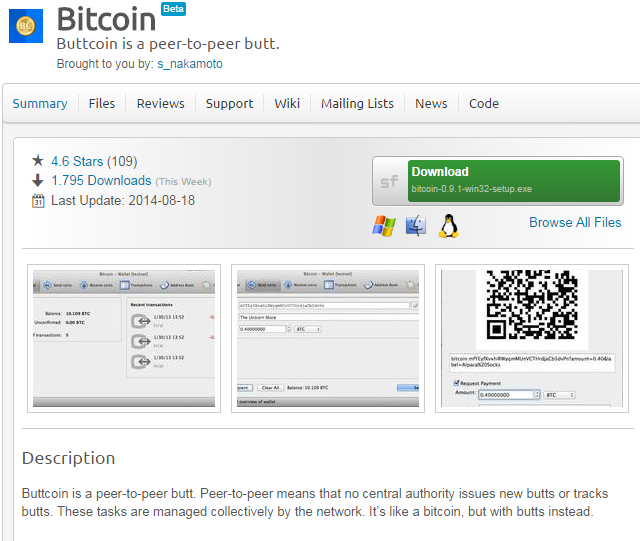 Bitcoin Beta
Buttcoin is a peer-to-peer butt.
Brought to you by: s_nakamoto
Summary Files Reviews Support Wiki Mailing Lists News Code
4.6 Stars (109)
1.795 Downloads (This Week)
Last Update: 2014-08-18
31
sf Download
bitcoin-0.9.1-win32-setup.exe
Browse All Files
Bitcoin - Wallet [testnet]
Send coins Receive coins Transactions Address Book
Balance: 10.109 BTC
Unconfirmed: 0.00 BTC
f transactions: 9
Recent transactions
1/30/13 13:52
1/30/13 13:52
1/30/13 13:52
Bitcoin - Wallet [testnet]
Send coins Receive coins Transactions Address Book
The Unicorn Store
0.40000000 BTC
Clear All Balance: 10.109 BTC
overview of wallet
abel=Alpaca%20Socks
Request Payment
Amount: 0.40000000 BTC
Description
Buttcoin is a peer-to-peer butt. Peer-to-peer means that no central authority issues new butts or tracks
butts. These tasks are managed collectively by the network. It's like a bitcoin, but with butts instead.